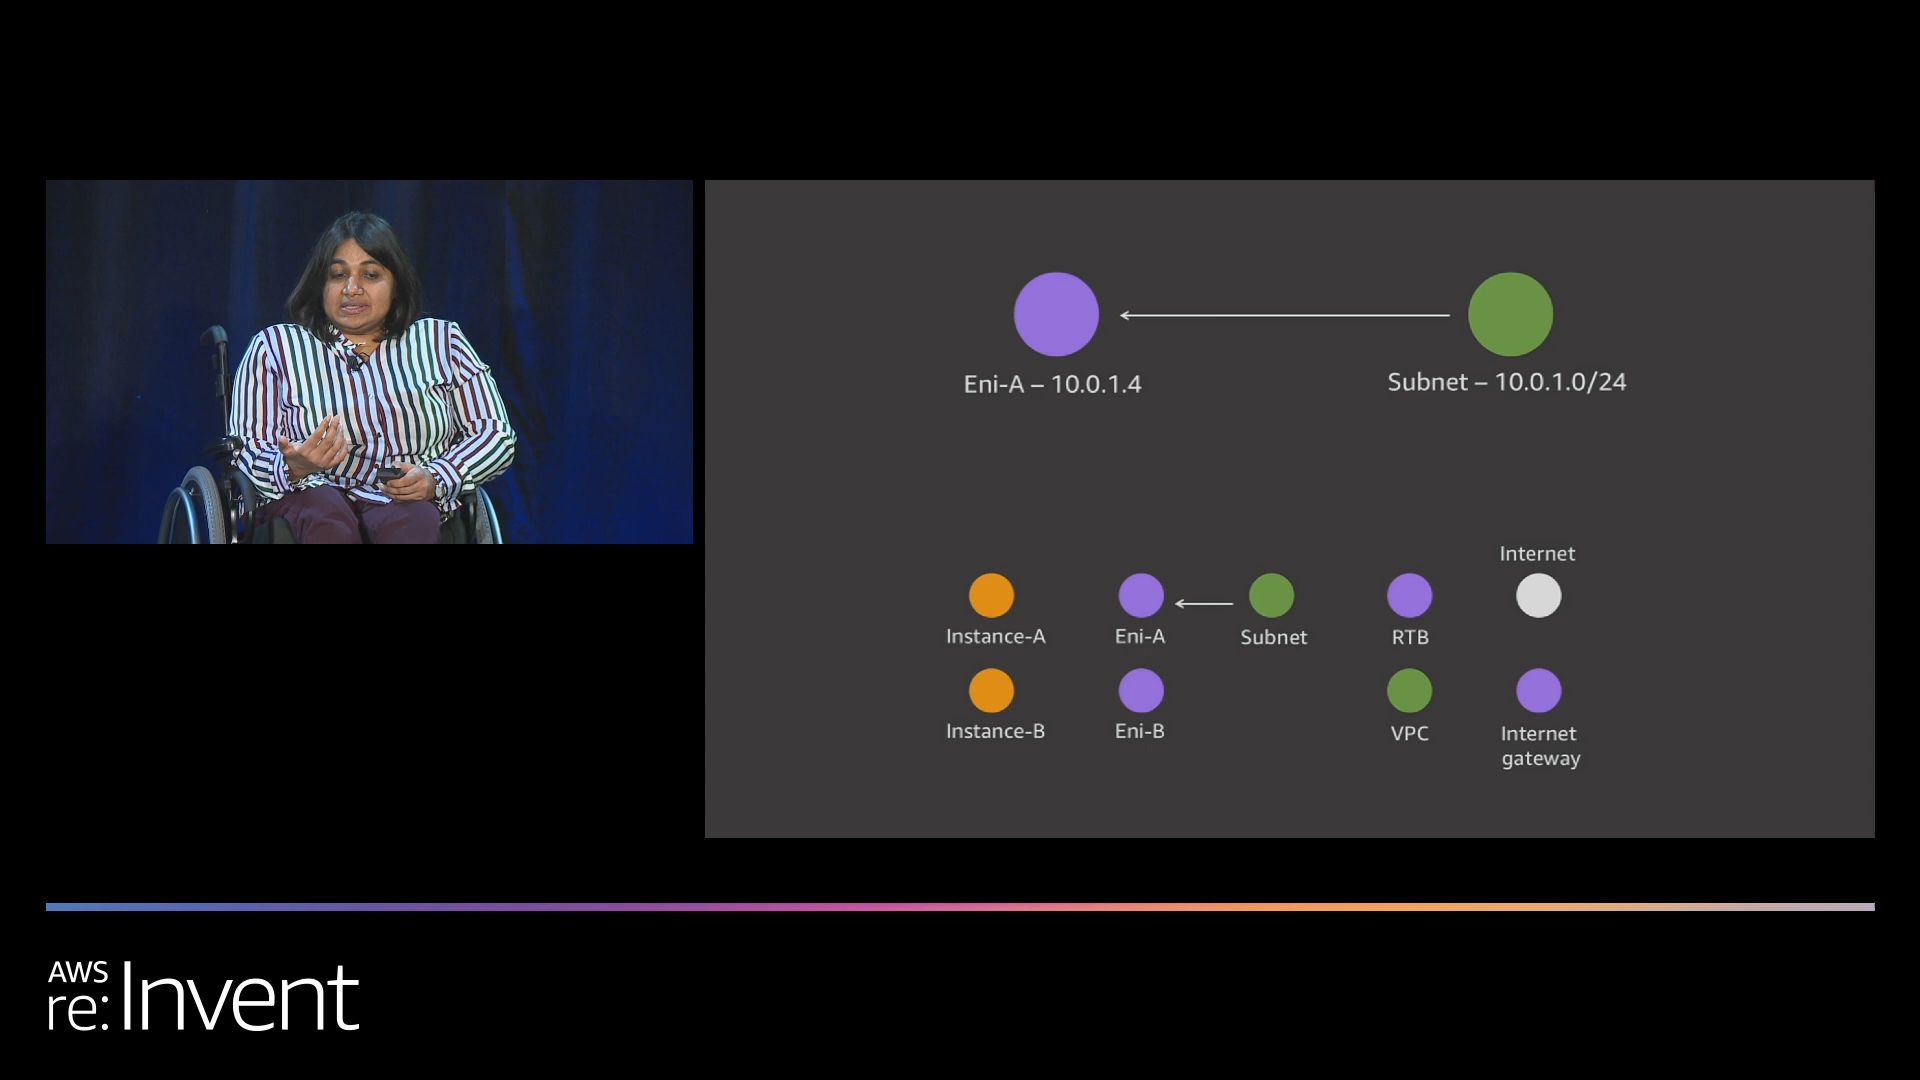 Eni-A – 10.0.1.4
Subnet – 10.0.1.0/24
Internet
Instance-A
Eni-A
Subnet
RTB
Instance-B
Eni-B
VPC
Internet
gateway
AWS
re:Invent